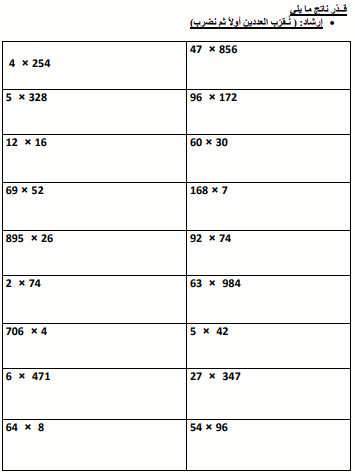 قـدّر ناتج ما يلي
• إرشاد: ( نُـقرّب العددين أولاً ثم نضرب)
4 × 254
47 × 856
5 × 328
96 × 172
12 × 16
60 × 30
69 × 52
168 × 7
895 × 26
92 × 74
2 × 74
63 × 984
706 × 4
5 × 42
6 × 471
27 × 347
64 × 8
54 × 96